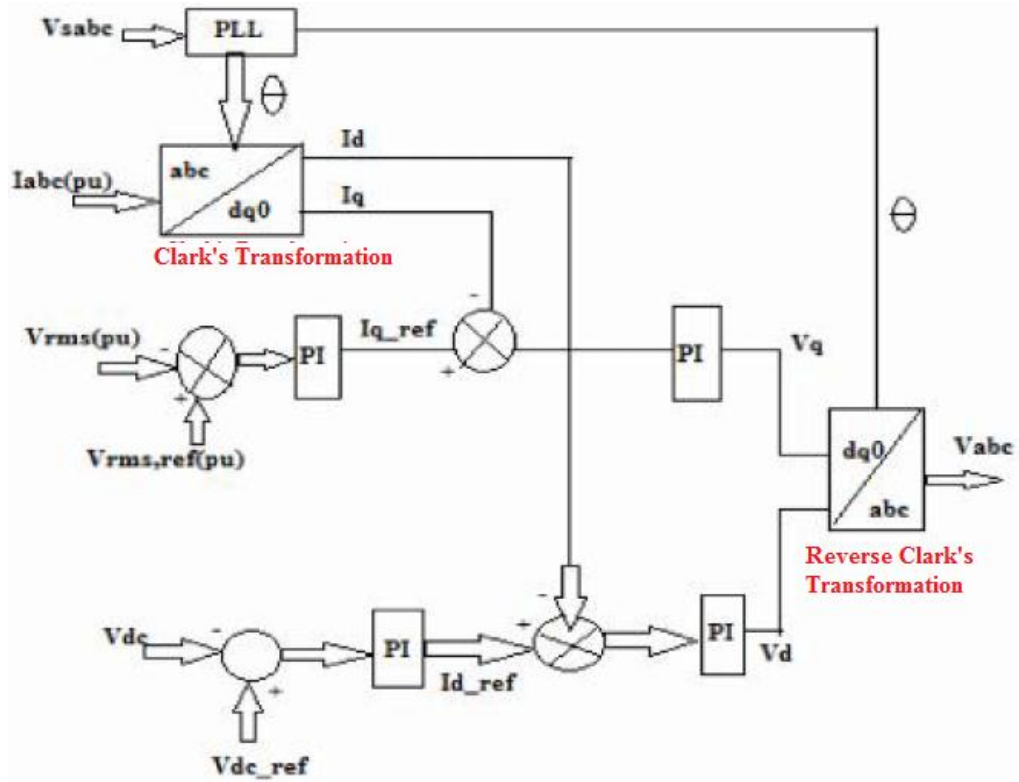 Vsabc
PLL
θ
Id
abc
Iabc(pu)
Iq
dq0
θ
Clark's Transformation
Vrms(pu)
-
-
Iq_ref
PI
+
PI
Vq
+
Vrms,ref(pu)
dq0
Vabc
abc
Reverse Clark's
Transformation
-
+
Vdc
-
PI
PI
Vd
+
Id_ref
Vdc_ref